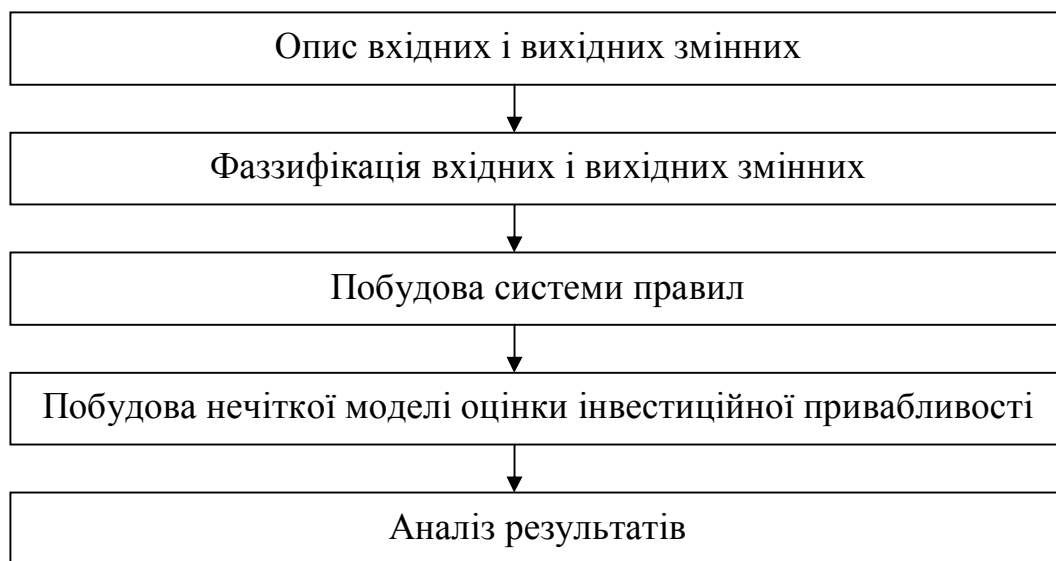 Опис вхідних і вихідних змінних
Фаззифікація вхідних і вихідних змінних
Побудова системи правил
Побудова нечіткої моделі оцінки інвестиційної привабливості
Аналіз результатів